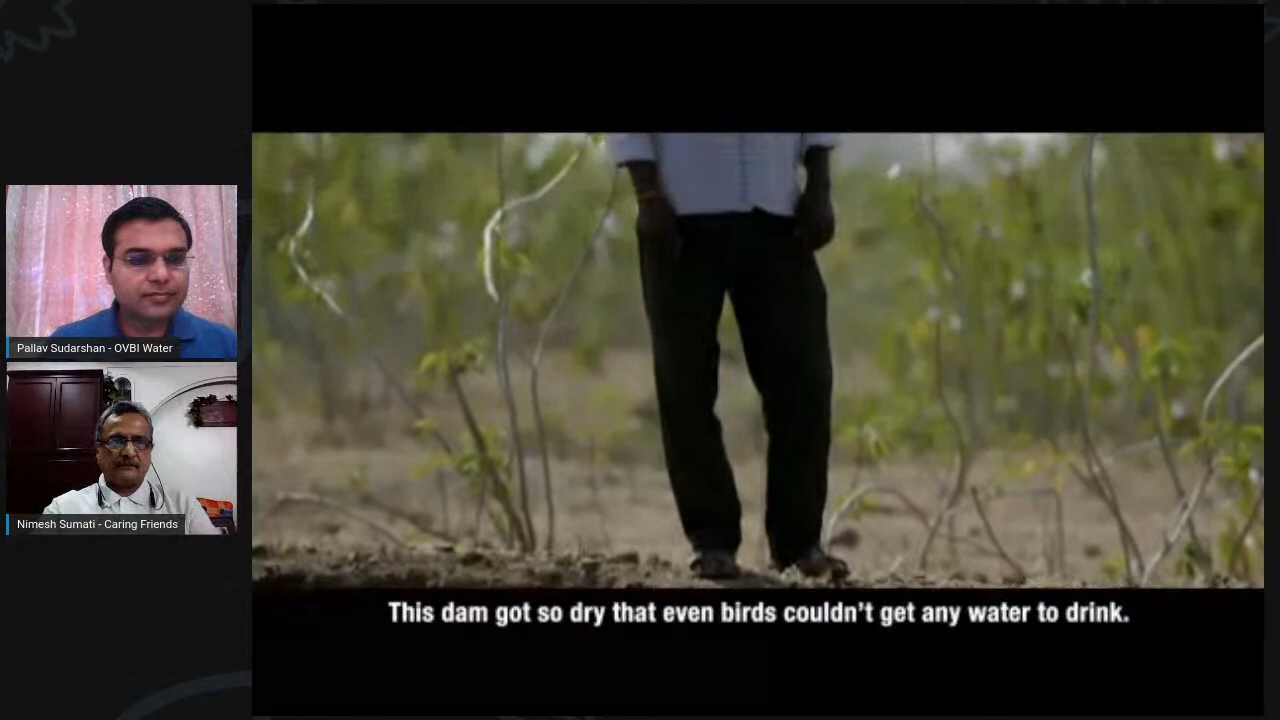 Pallav Sudarshan - OVBI Water
Nimesh Sumati - Caring Friends
This dam got so dry that even birds couldn't get any water to drink.